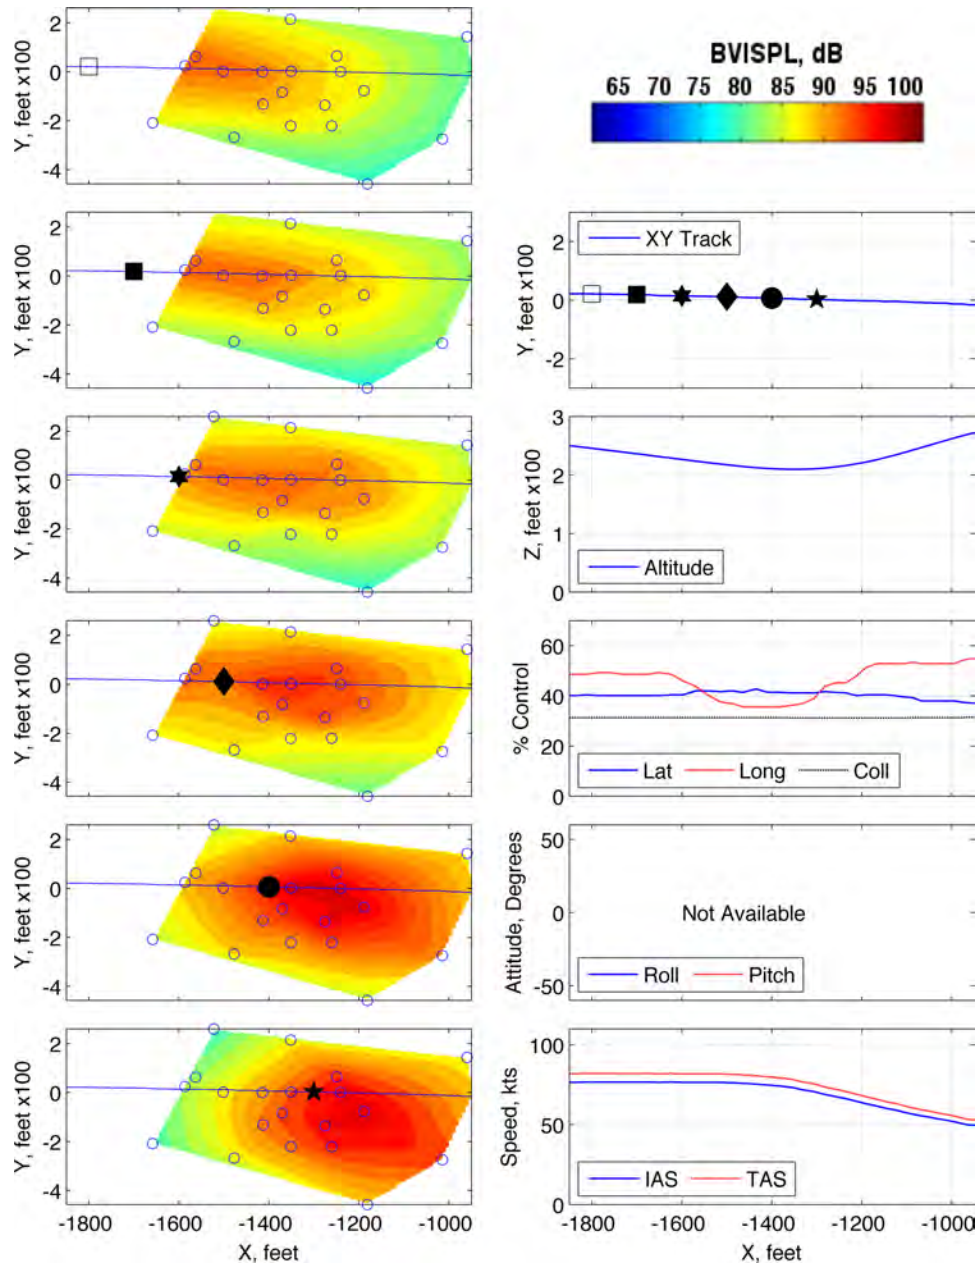 BVISPL, dB
65 70 75 80 85 90 95 100
Y, feet x100
2
0
-2
-4
Y, feet x100
2
0
-2
-4
XY Track
Y, feet x100
2
0
-2
Y, feet x100
2
0
-2
-4
Z, feet x100
3
2
1
0
Altitude
Y, feet x100
2
0
-2
-4
% Control
60
40
20
0
Lat Long Coll
Y, feet x100
2
0
-2
-4
Attitude, Degrees
50
0
-50
Not Available
Roll Pitch
Y, feet x100
2
0
-2
-4
-1800 -1600 -1400 -1200 -1000
X, feet
Speed, kts
100
50
0
IAS TAS
-1800 -1600 -1400 -1200 -1000
X, feet